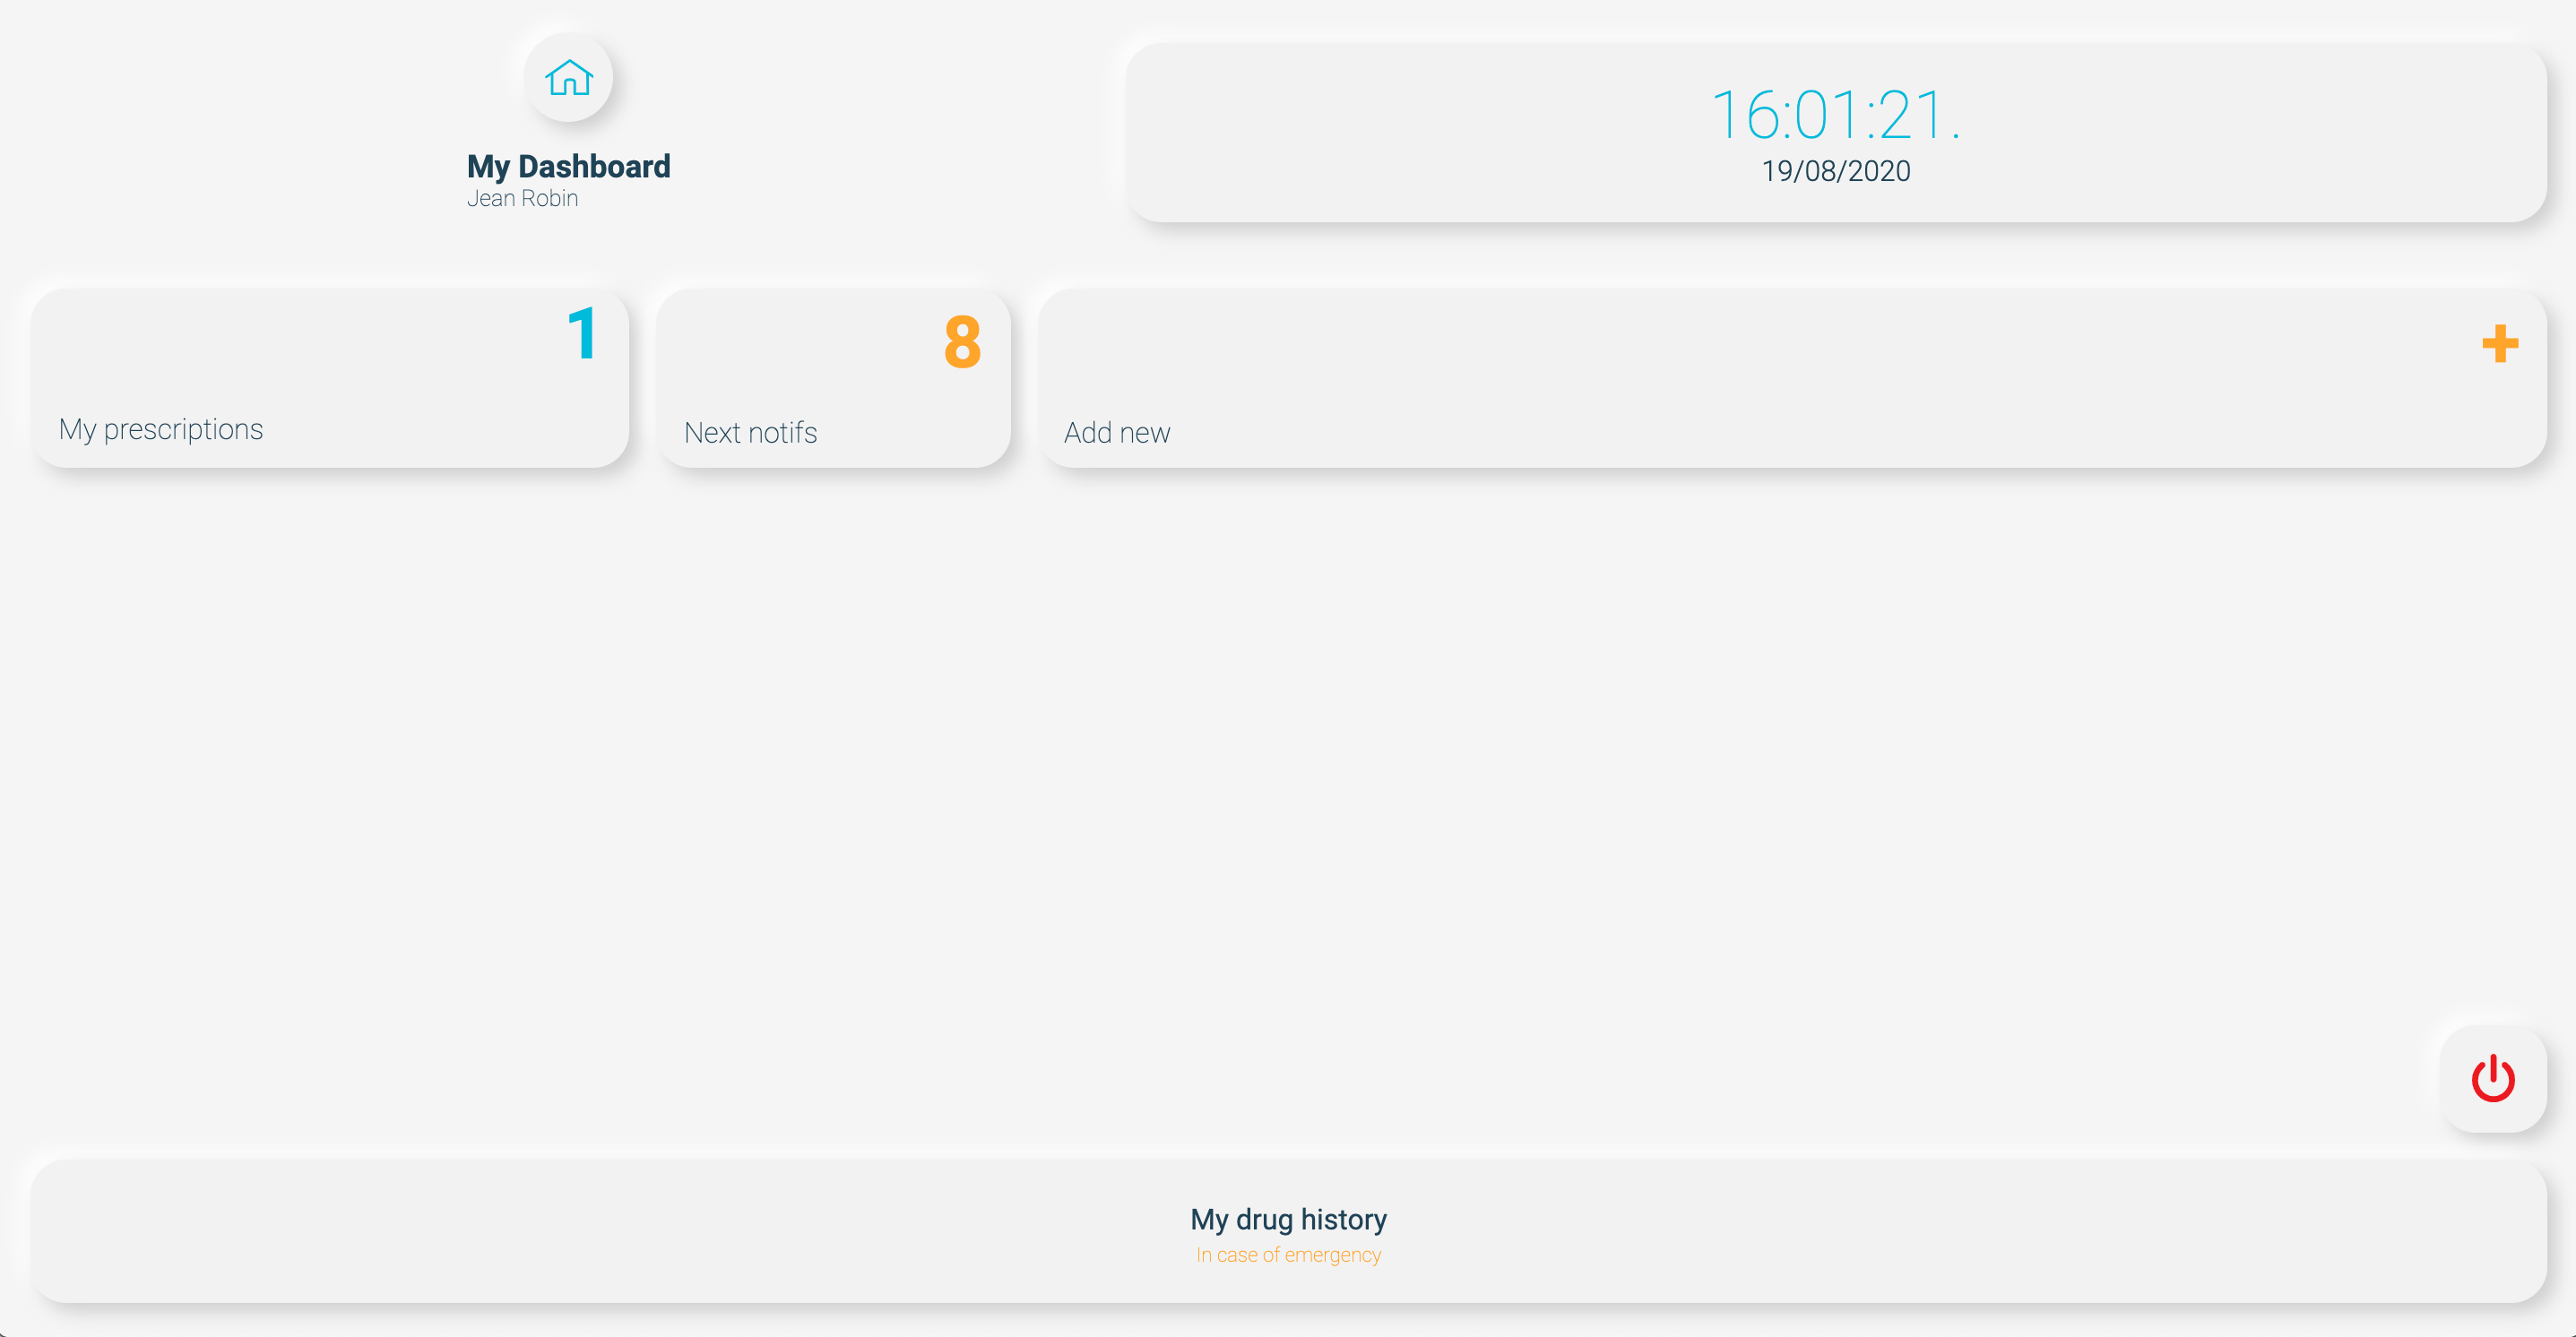 My Dashboard
Jean Robin
16:01:21.
19/08/2020
1
My prescriptions
8
Next notifs
+
Add new
My drug history
In case of emergency